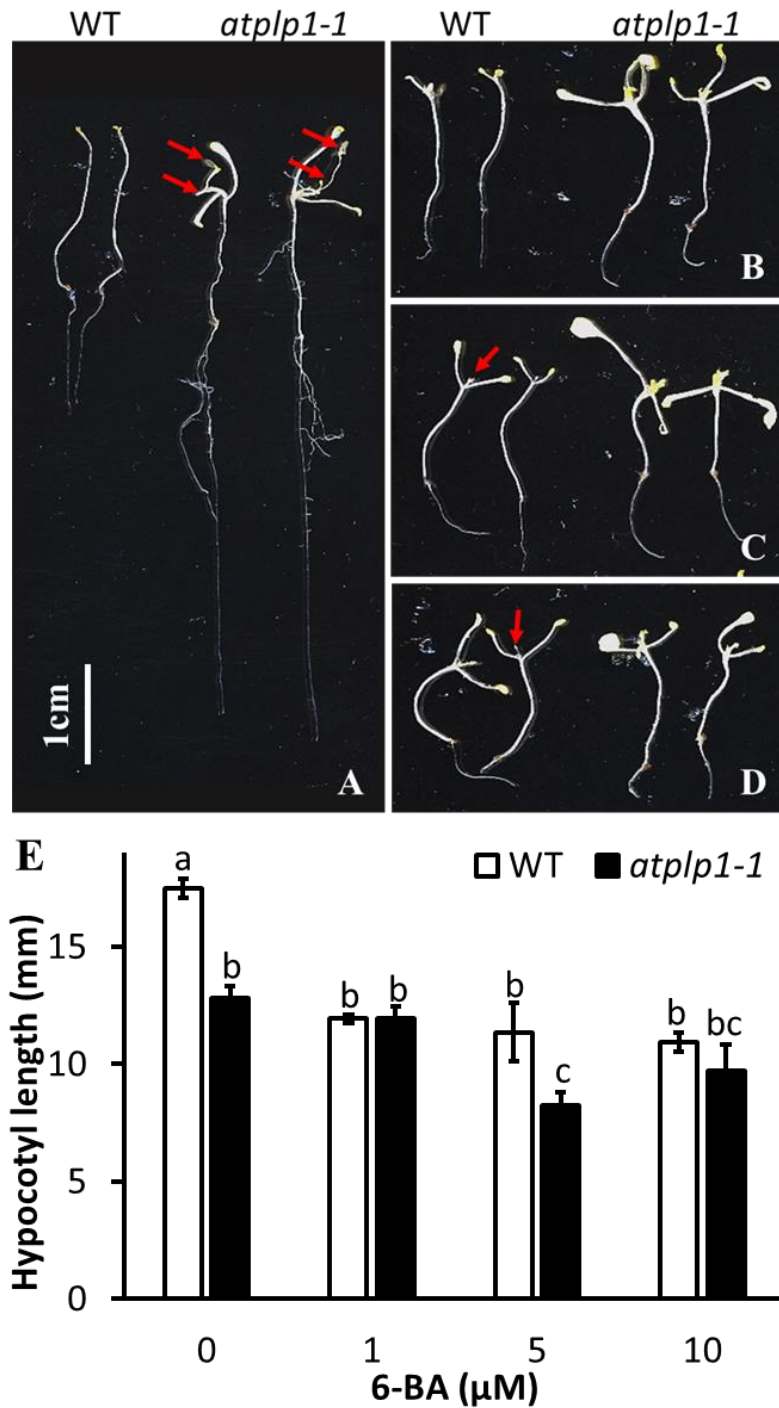 WT atplp1-1 WT atplp1-1
1cm
A
B
C
D
E
WT atplp1-1
a
b
b
b
b
c
b
bc
15
10
5
0
Hypocotyl length (mm)
0 1 5 10
6-BA (μM)